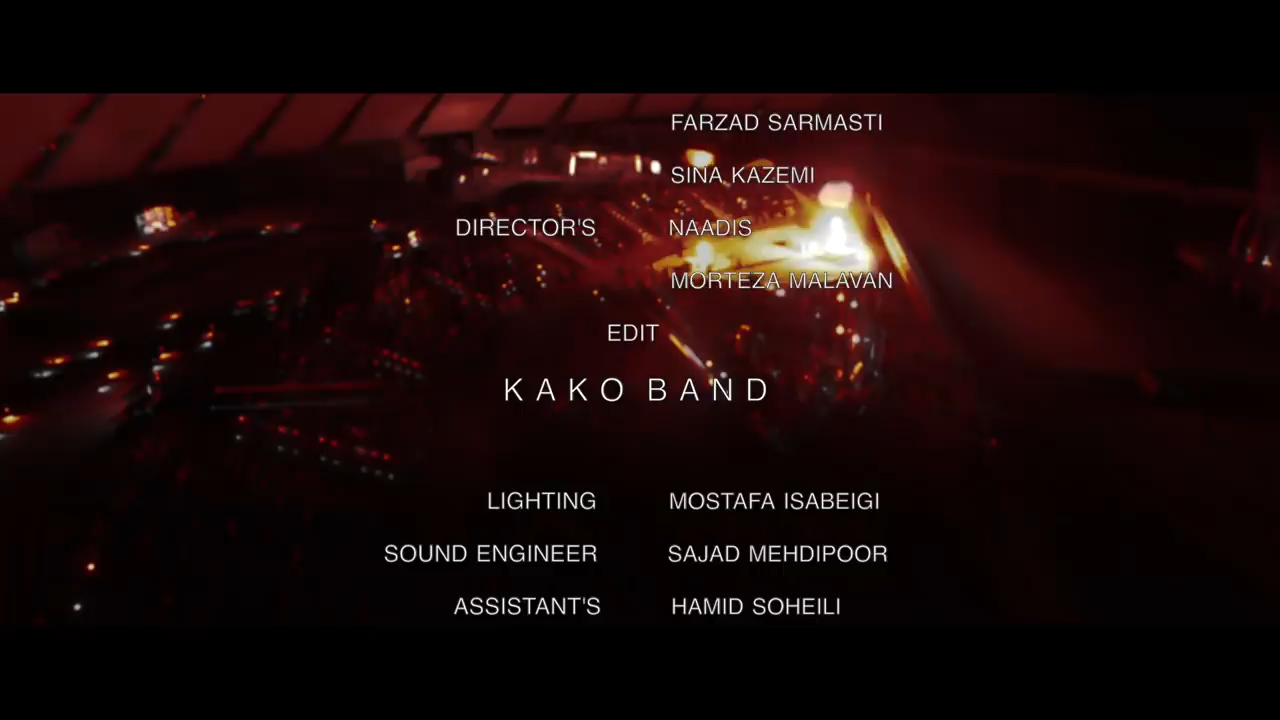 FARZAD SARMASTI
SINA KAZEMI
DIRECTOR'S NAADIS
MORTEZA MALAVAN
EDIT
KAKO BAND
LIGHTING MOSTAFA ISABEIGI
SOUND ENGINEER SAJAD MEHDIPOOR
ASSISTANT'S HAMID SOHEILI